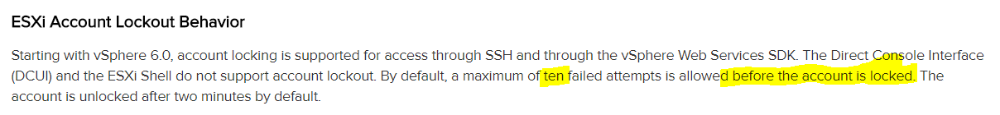 ESXi Account Lockout Behavior
Starting with vSphere 6.0, account locking is supported for access through SSH and through the vSphere Web Services SDK. The Direct Console Interface
(DCUI) and the ESXi Shell do not support account lockout. By default, a maximum of ten failed attempts is allowed before the account is locked. The
account is unlocked after two minutes by default.